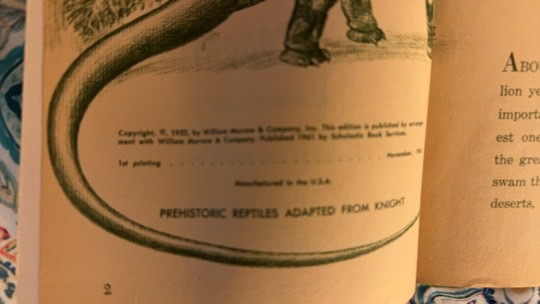 Copyright, ©, 1952, by William Morrow & Company, Inc. This edition is published by
ment with William Morrow & Company. Published 1961 by Scholastic Book Services.
1st printing . . . . . . . . . . November,
Manufactured in the U.S.A.
PREHISTORIC REPTILES ADAPTED FROM KNIGHT
2
ABO
lion ye
importa
est one
the grea
swam th
deserts,